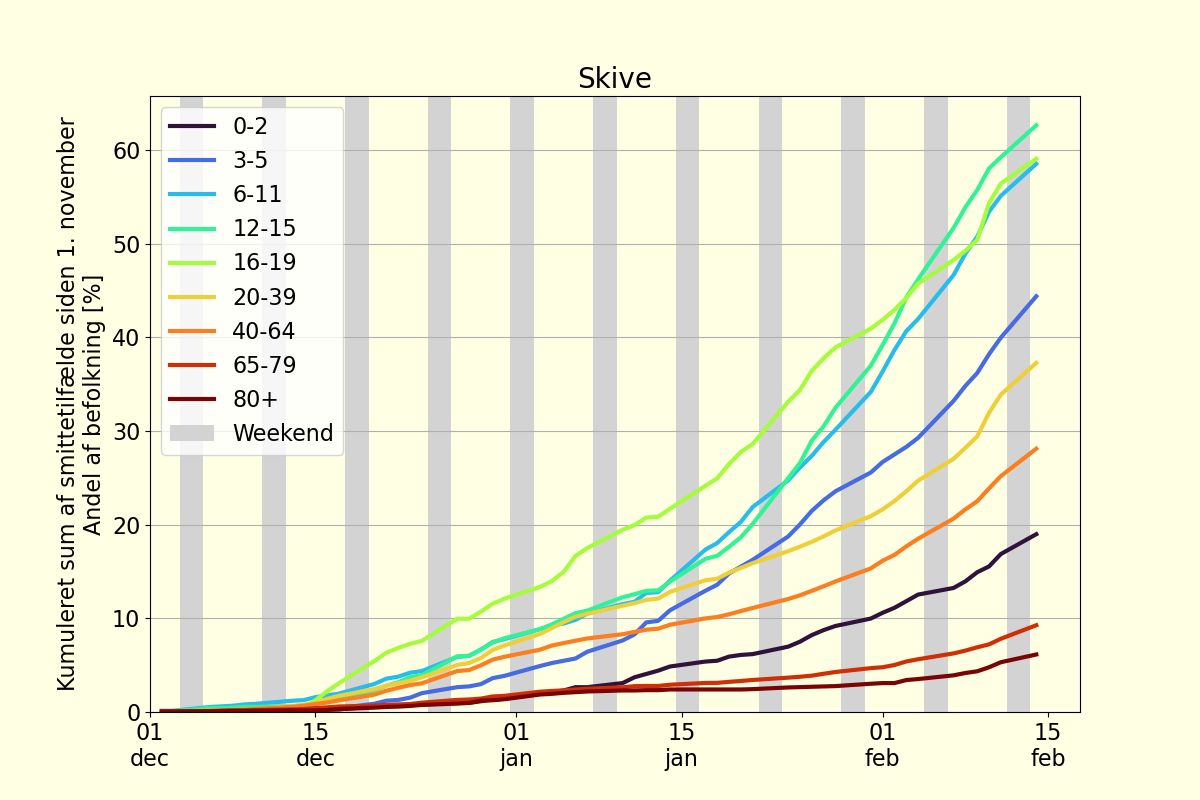 Skive
Kumuleret sum af smittetilfælde siden 1. november
Andel af befolkning [%]
60
50
40
30
20
10
0
0-2
3-5
6-11
12-15
16-19
20-39
40-64
65-79
80+
Weekend
01 15 01 15 01 15
dec dec jan jan feb feb